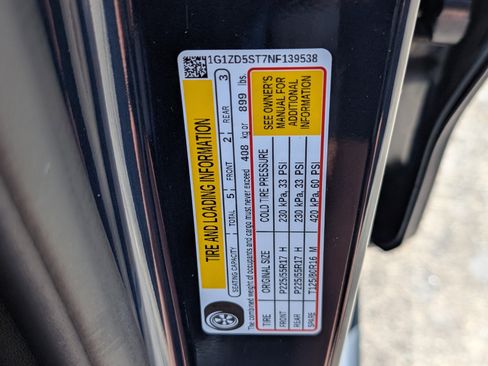 1G1ZD5ST7NF139538
TIRE AND LOADING INFORMATION
SEATING CAPACITY TOTAL 5 FRONT 2 REAR 3
The combined weight of occupants and cargo must never exceed 408 kg or 899 lbs.
TIRE ORIGINAL SIZE COLD TIRE PRESSURE
FRONT P225/55R17 H 230 kPa, 33 PSI
REAR P225/55R17 H 230 kPa, 33 PSI
SPARE T125/80R16 M 420 kPa, 60 PSI
SEE OWNER'S
MANUAL FOR
ADDITIONAL
INFORMATION